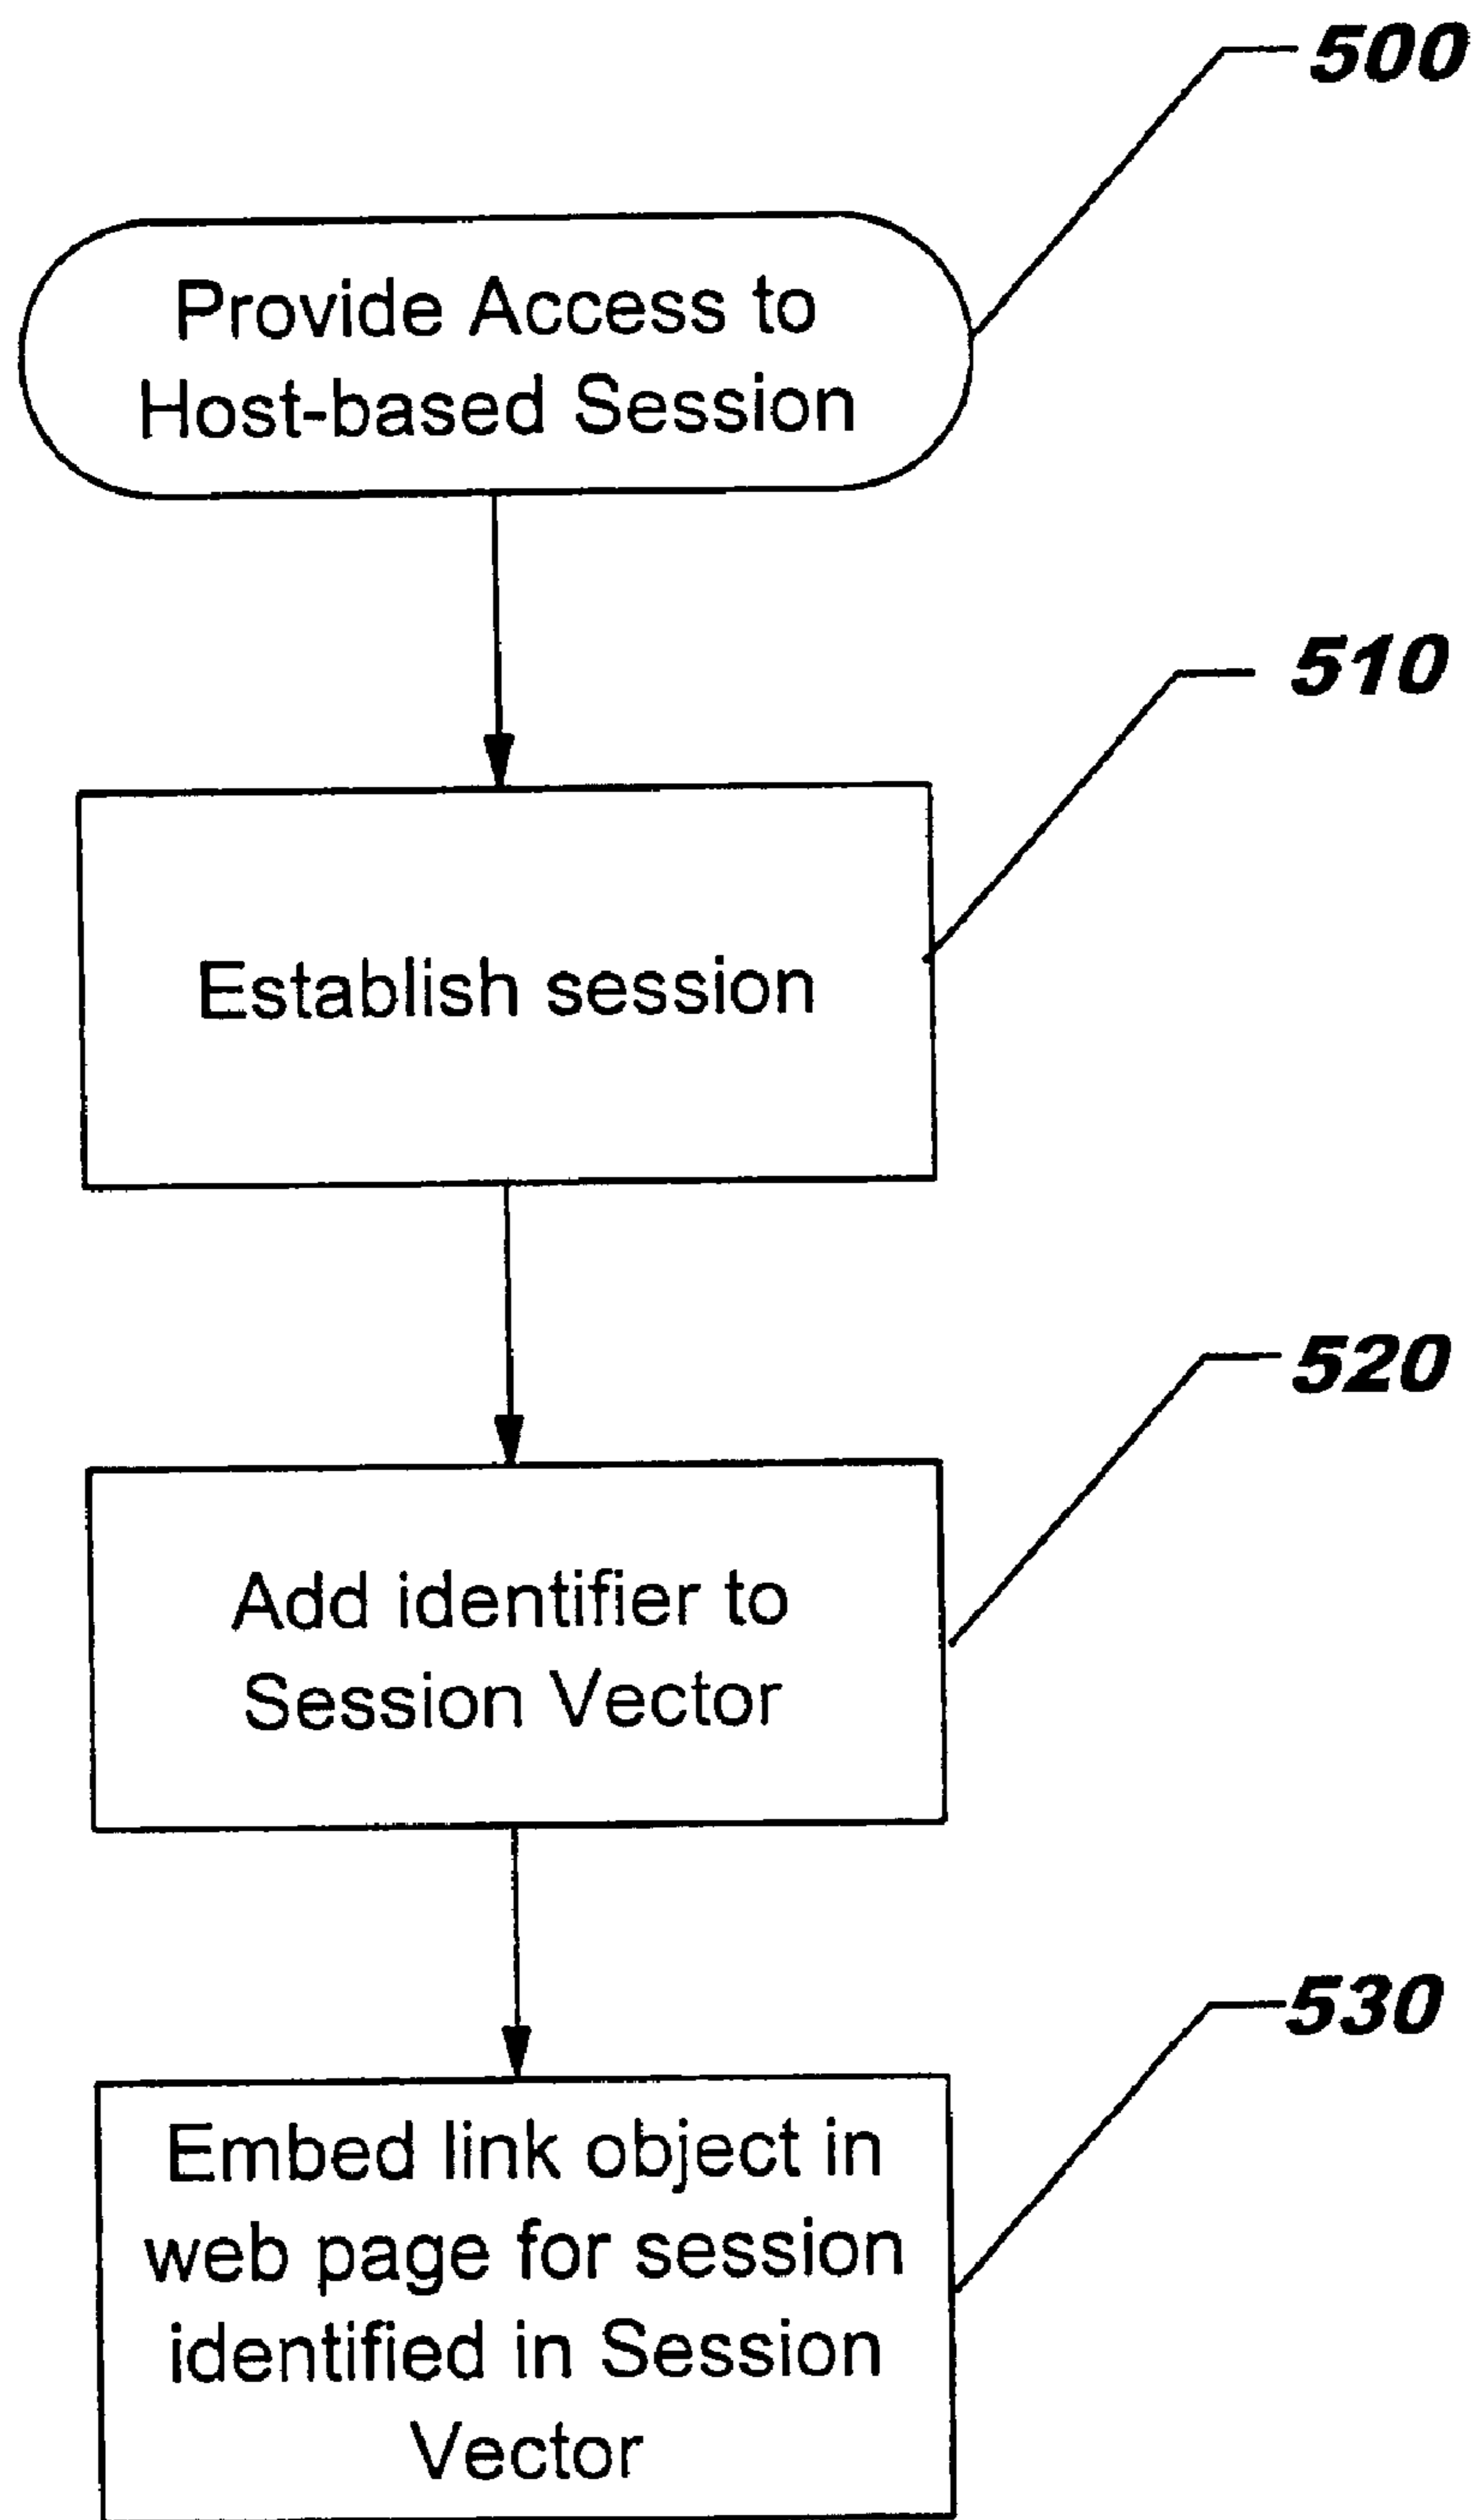 500
Provide Access to
Host-based Session
510
Establish session
520
Add identifier to
Session Vector
530
Embed link object in
web page for session
identified in Session
Vector